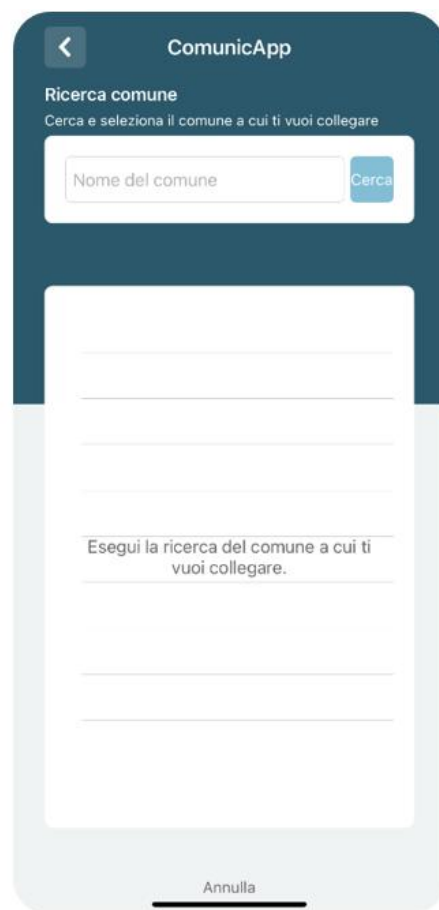 ComunicApp
Ricerca comune
Cerca e seleziona il comune a cui ti vuoi collegare
Nome del comune
Cerca
Esegui la ricerca del comune a cui ti
vuoi collegare.
Annulla